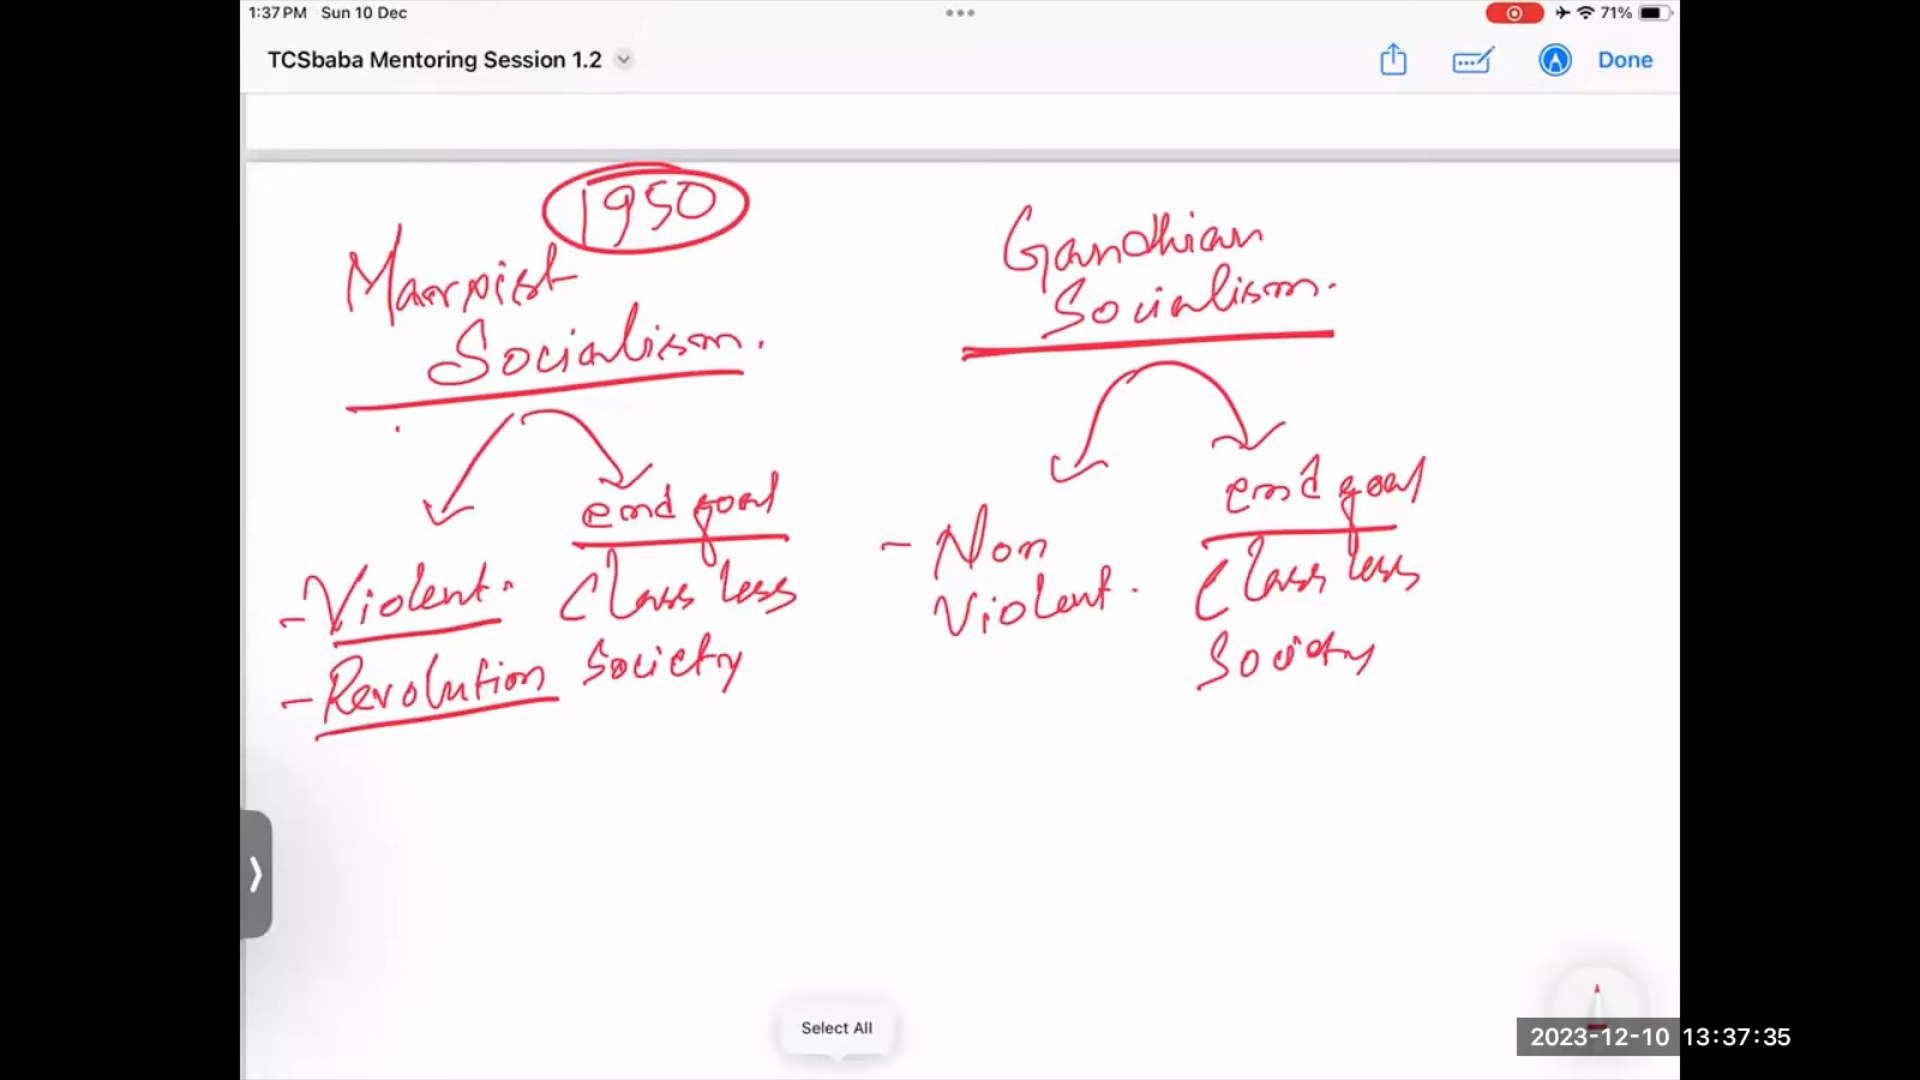 1:37 PM Sun 10 Dec
71%
TCSbaba Mentoring Session 1.2
Done
1950
Marxist
Socialism.
end goal
- Violent.
Class less
- Revolution
Society
Gandhian
Socialism.
end goal
- Non
Violent.
Class less
Society
Select All
2023-12-10 13:37:35